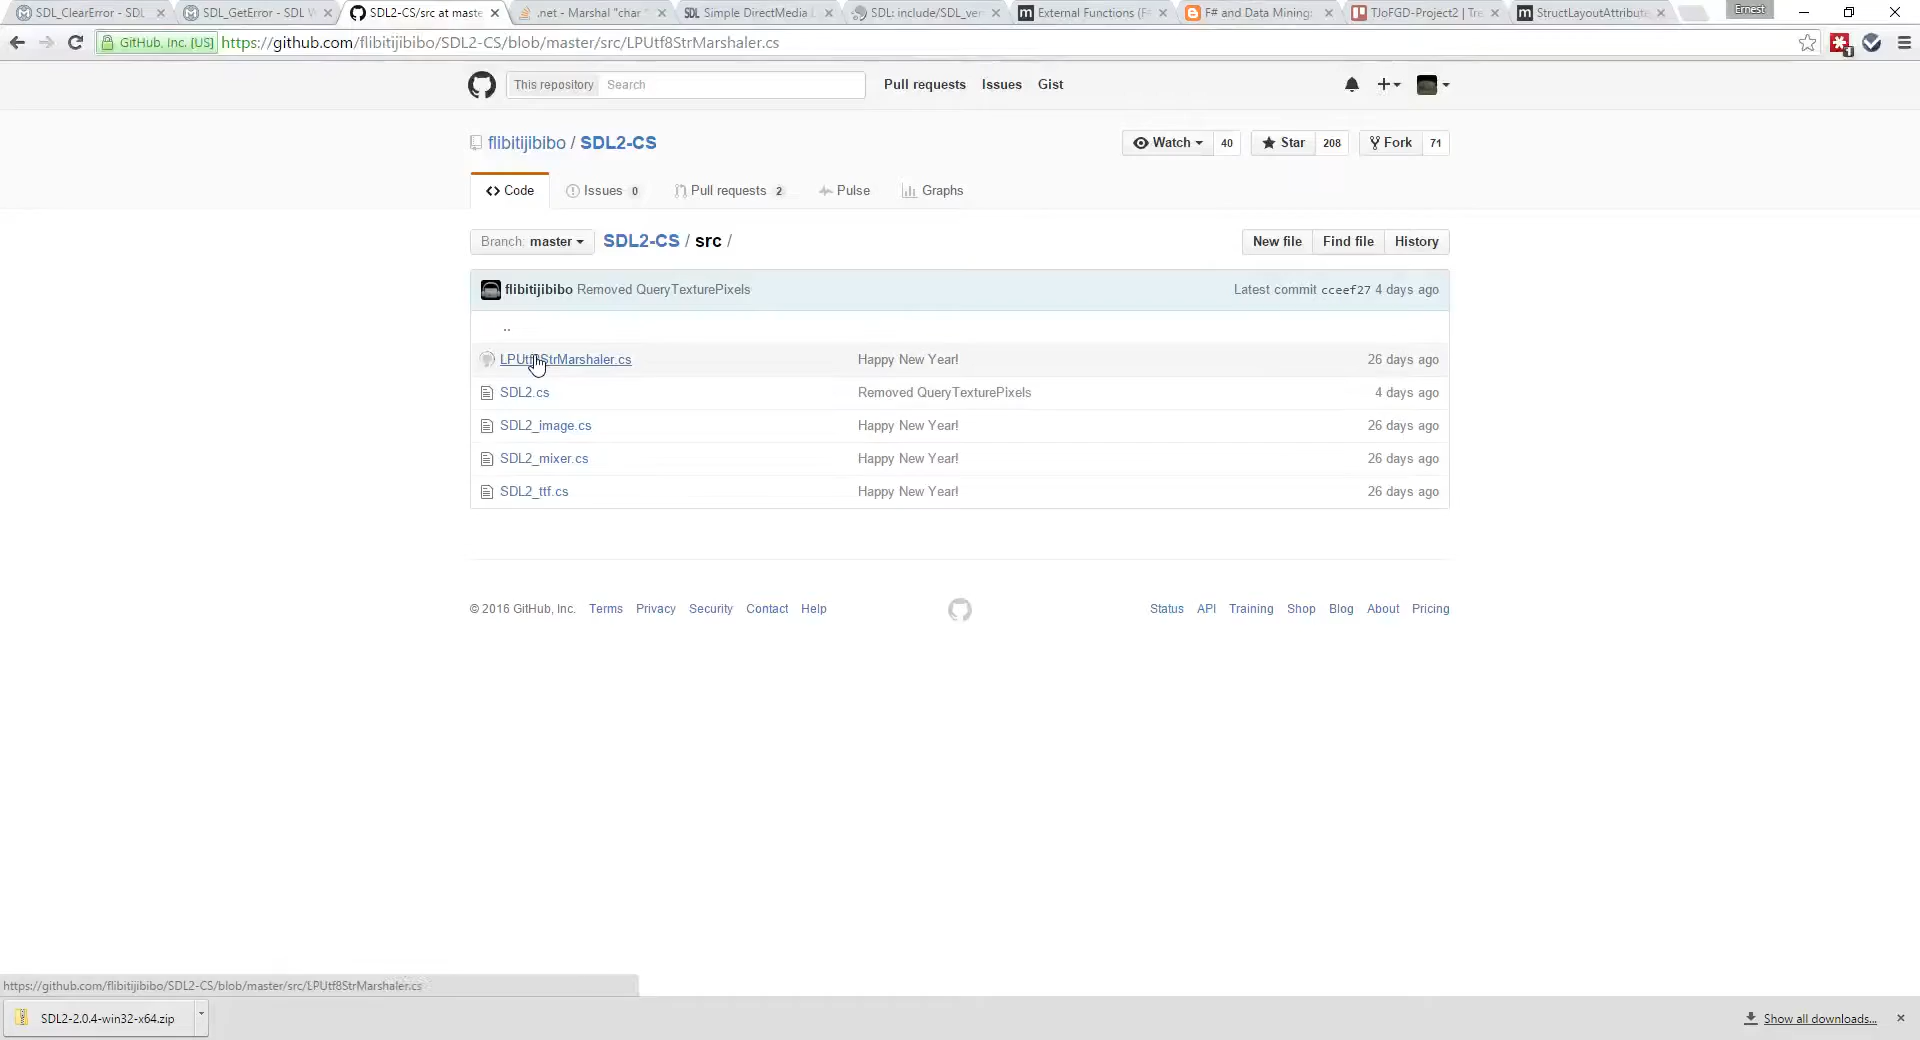 SDL_ClearError - SDL
SDL_GetError - SDL W
SDL2-CS/src at maste
.net - Marshal "char
Simple DirectMedia L
SDL: include/SDL_ver
External Functions (F#
F# and Data Mining:
TJoFGD-Project2 | Tre
StructLayoutAttribute
Ernest
GitHub, Inc. [US]
https://github.com/flibitijibibo/SDL2-CS/blob/master/src/LPUtf8StrMarshaler.cs
This repository Search Pull requests Issues Gist
flibitijibibo / SDL2-CS
Watch 40 Star 208 Fork 71
Code Issues 0 Pull requests 2 Pulse Graphs
Branch: master SDL2-CS / src / New file Find file History
flibitijibibo Removed QueryTexturePixels Latest commit cceef27 4 days ago
..
LPUtf8StrMarshaler.cs Happy New Year! 26 days ago
SDL2.cs Removed QueryTexturePixels 4 days ago
SDL2_image.cs Happy New Year! 26 days ago
SDL2_mixer.cs Happy New Year! 26 days ago
SDL2_ttf.cs Happy New Year! 26 days ago
© 2016 GitHub, Inc. Terms Privacy Security Contact Help Status API Training Shop Blog About Pricing
https://github.com/flibitijibibo/SDL2-CS/blob/master/src/LPUtf8StrMarshaler.cs
SDL2-2.0.4-win32-x64.zip Show all downloads...